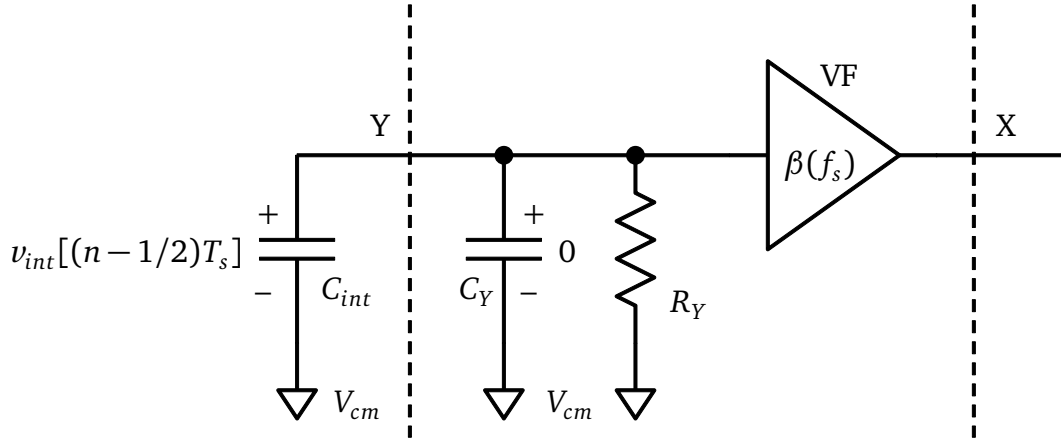 VF
Y
X
β(f_s)
+
+
v_int[(n − 1/2)T_s]
0
−
C_int
C_Y
−
R_Y
V_cm
V_cm